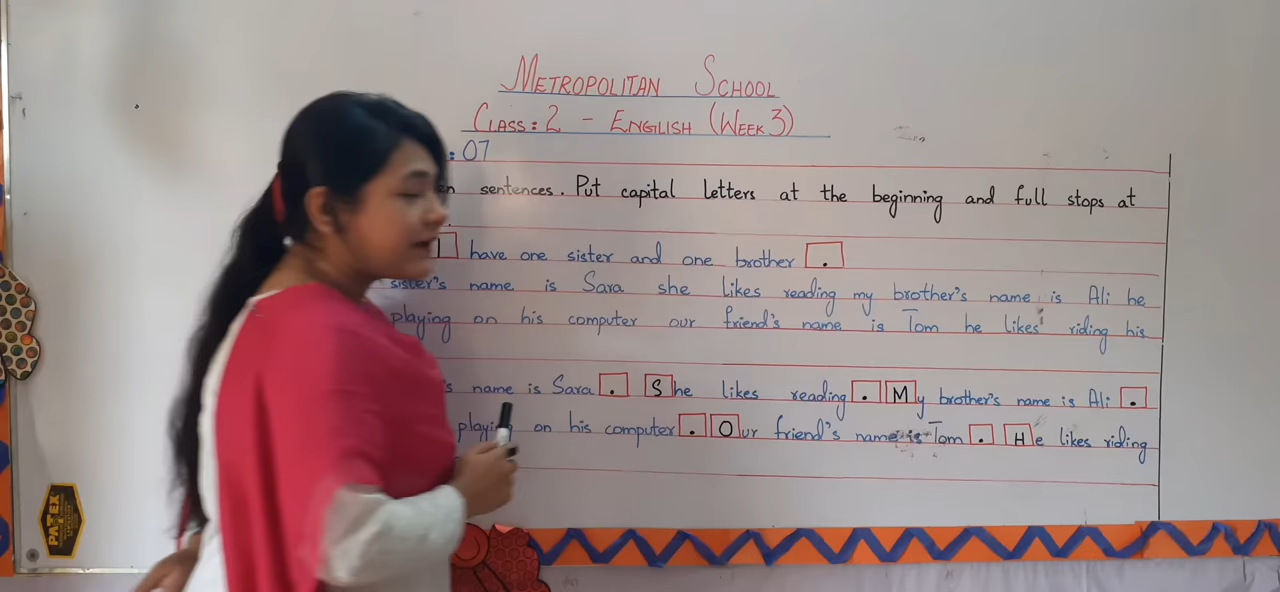 METROPOLITAN SCHOOL
CLASS: 2 - ENGLISH (WEEK 3)
: 07
sentences. Put capital letters at the beginning and full stops at
I have one sister and one brother .
sister's name is Sara she likes reading my brother's name is Ali he
playing on his computer our friend's name is Tom he likes riding his
name is Sara . She likes reading . My brother's name is Ali .
playing on his computer . Our friend's name is Tom . He likes riding
PATEX